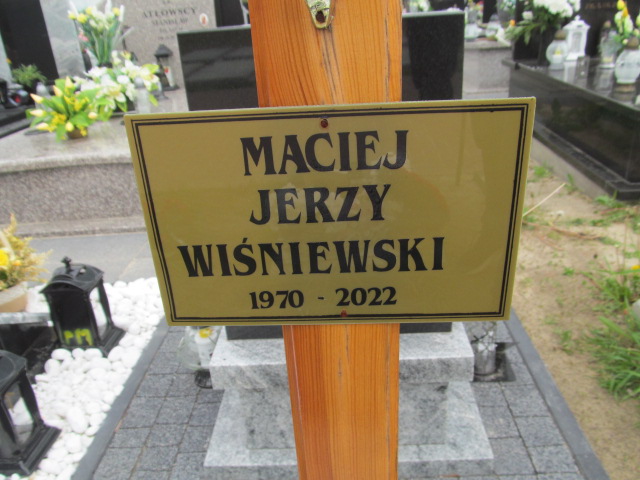 MACIEJ
JERZY
WIŚNIEWSKI
1970 - 2022